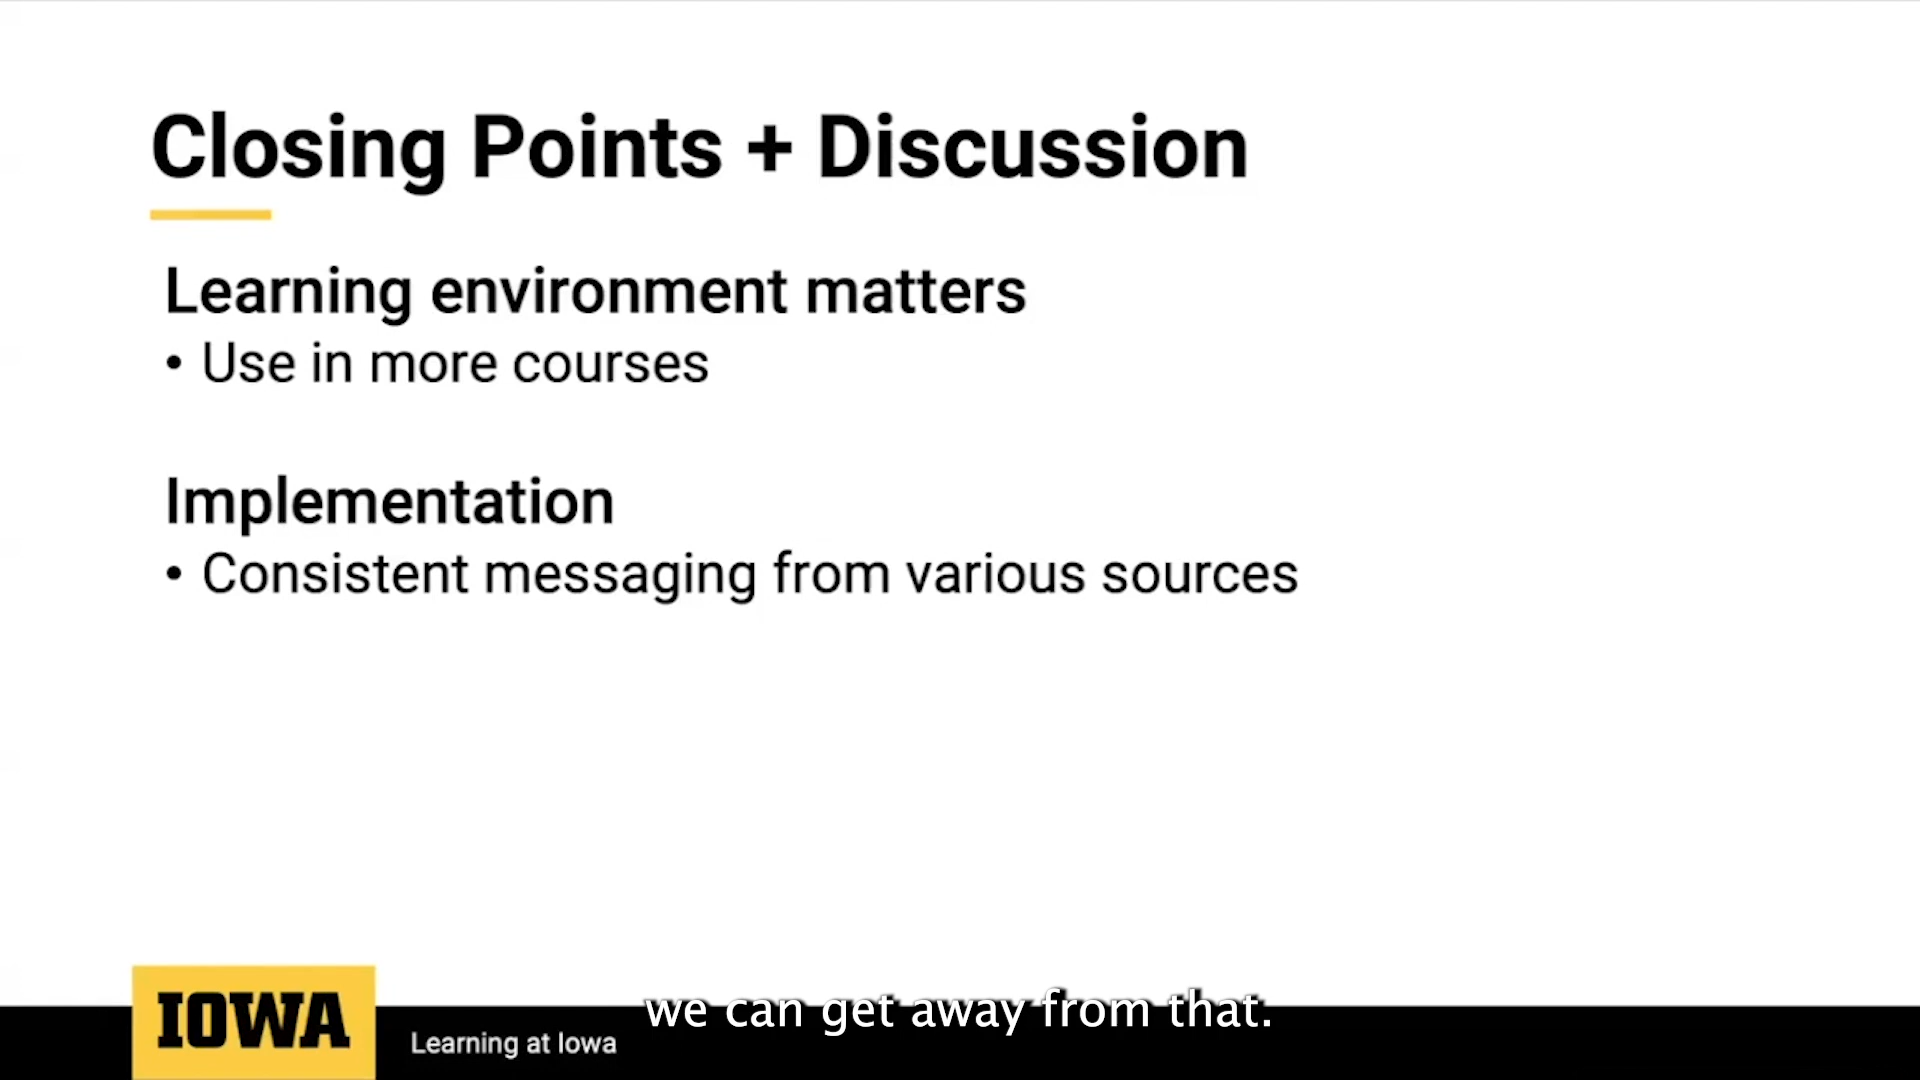 Closing Points + Discussion
Learning environment matters
• Use in more courses
Implementation
• Consistent messaging from various sources
we can get away from that.
IOWA
Learning at Iowa